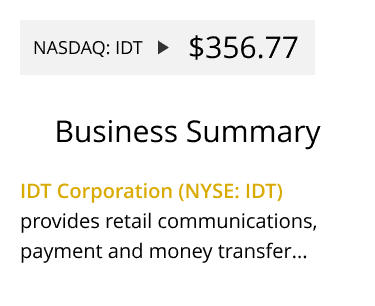 NASDAQ: IDT ▶ $356.77
Business Summary
IDT Corporation (NYSE: IDT)
provides retail communications,
payment and money transfer...